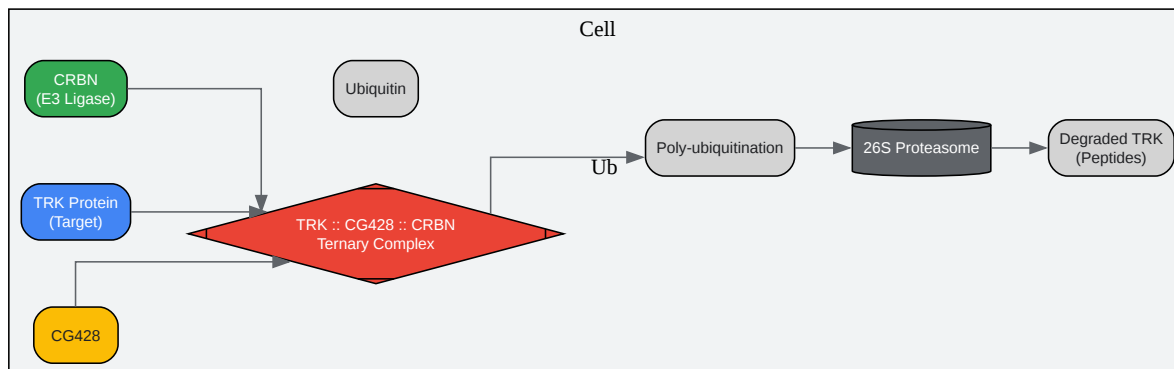 Cell
CRBN
(E3 Ligase)
Ubiquitin
Poly-ubiquitination
26S Proteasome
Degraded TRK
(Peptides)
Ub
TRK Protein
(Target)
TRK :: CG428 :: CRBN
Ternary Complex
CG428